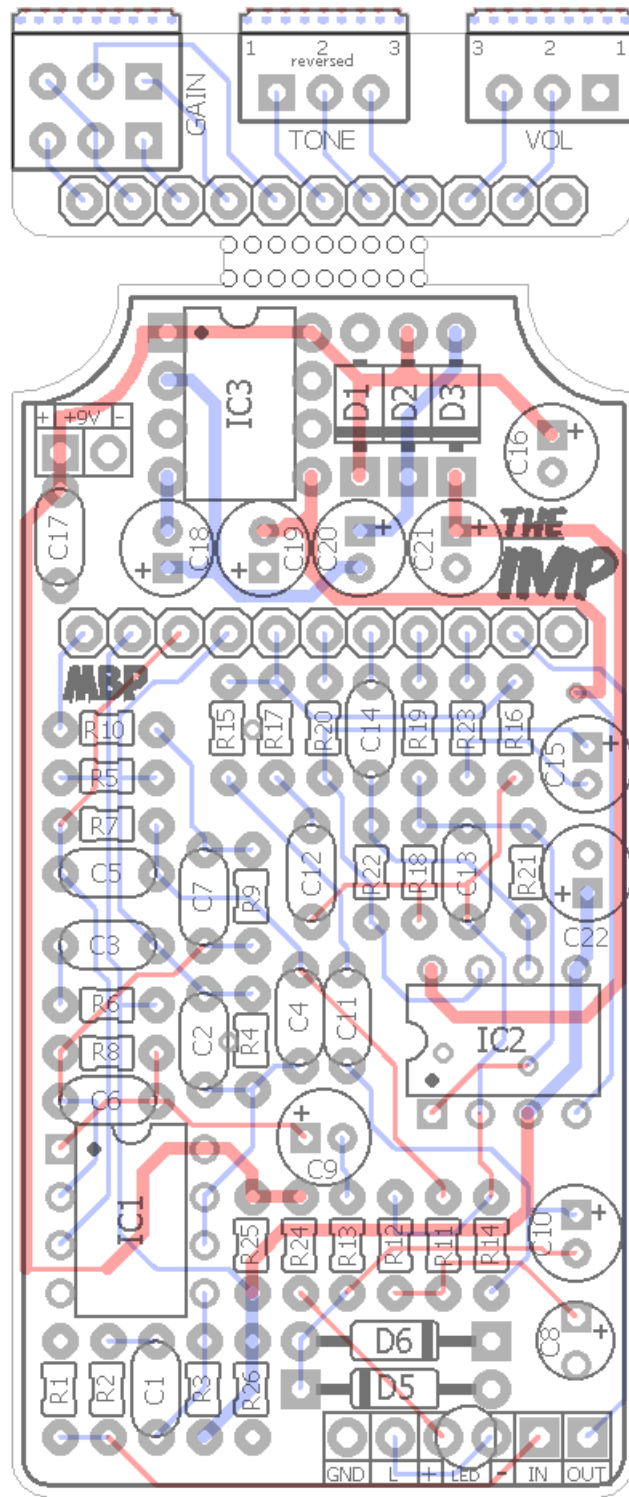 1 2 3
reversed
3 2 1
GAIN
TONE
VOL
+ +9V -
IC3
D1
D2
D3
C16
+
C17
C18
+
C19
+
C20
+
C21
+
THE
IMP
MBP
R10
R15
R17
R20
C14
R19
R23
R16
C15
+
R5
R7
C5
C7
R9
C12
R22
R18
C13
R21
C22
+
C3
R6
R8
C6
C2
R4
C4
C11
IC2
C9
+
IC1
R25
R24
R13
R12
R11
R14
C10
+
D6
D5
C8
+
R1
R2
C1
R3
R26
GND L + LED - IN OUT